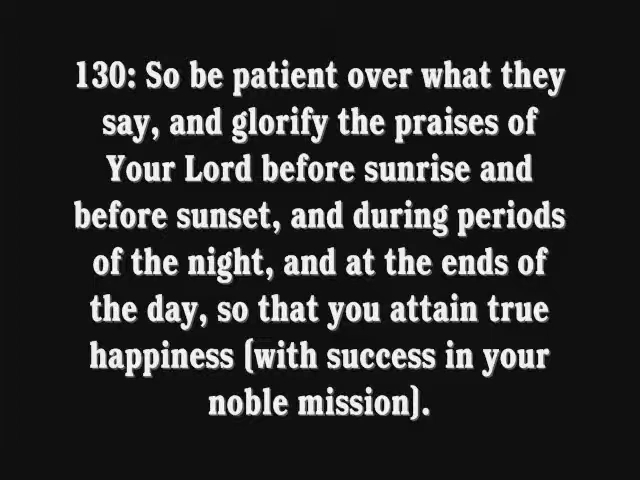 130: So be patient over what they
say, and glorify the praises of
Your Lord before sunrise and
before sunset, and during periods
of the night, and at the ends of
the day, so that you attain true
happiness (with success in your
noble mission).